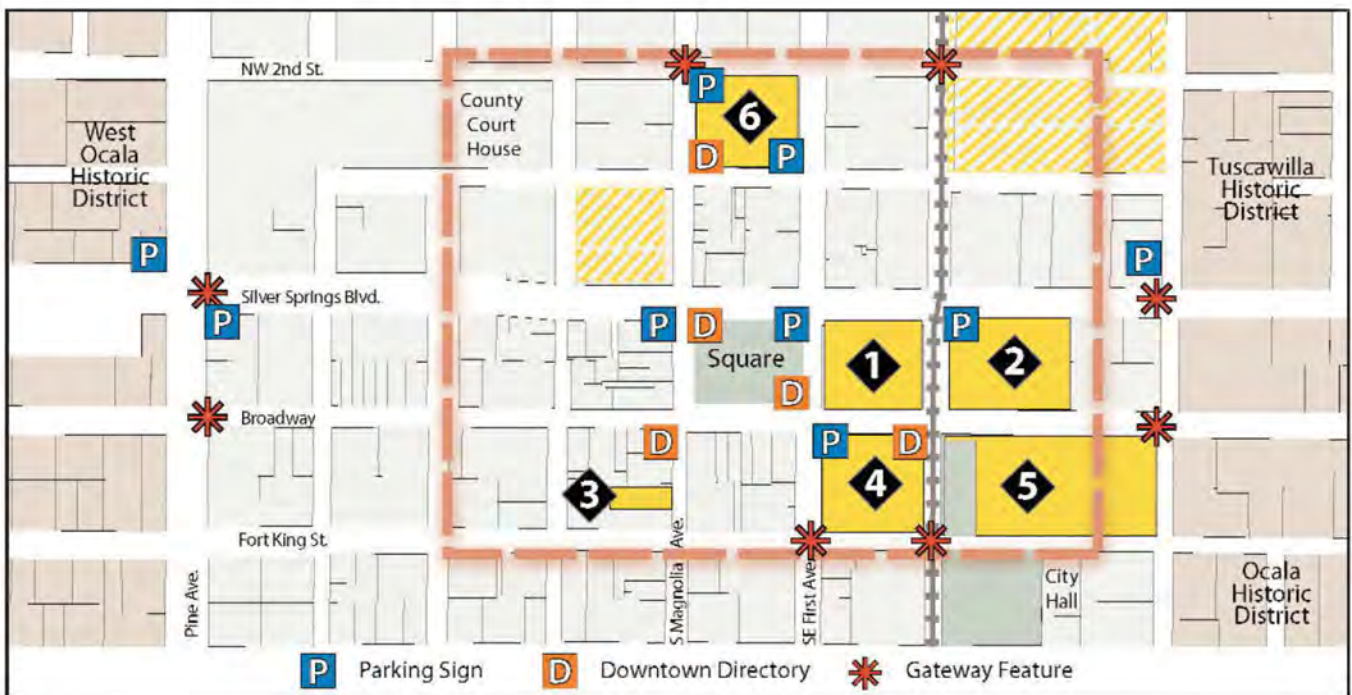 NW 2nd St.
P
6
D
P
County
Court
House
West
Ocala
Historic
District
Tuscawilla
Historic
District
P
P
Silver Springs Blvd.
P
P
D
P
Square
D
1
P
2
Broadway
D
P
D
3
4
5
Fort King St.
Pine Ave.
S Magnolia Ave.
SE First Ave
City
Hall
Ocala
Historic
District
P Parking Sign
D Downtown Directory
Gateway Feature